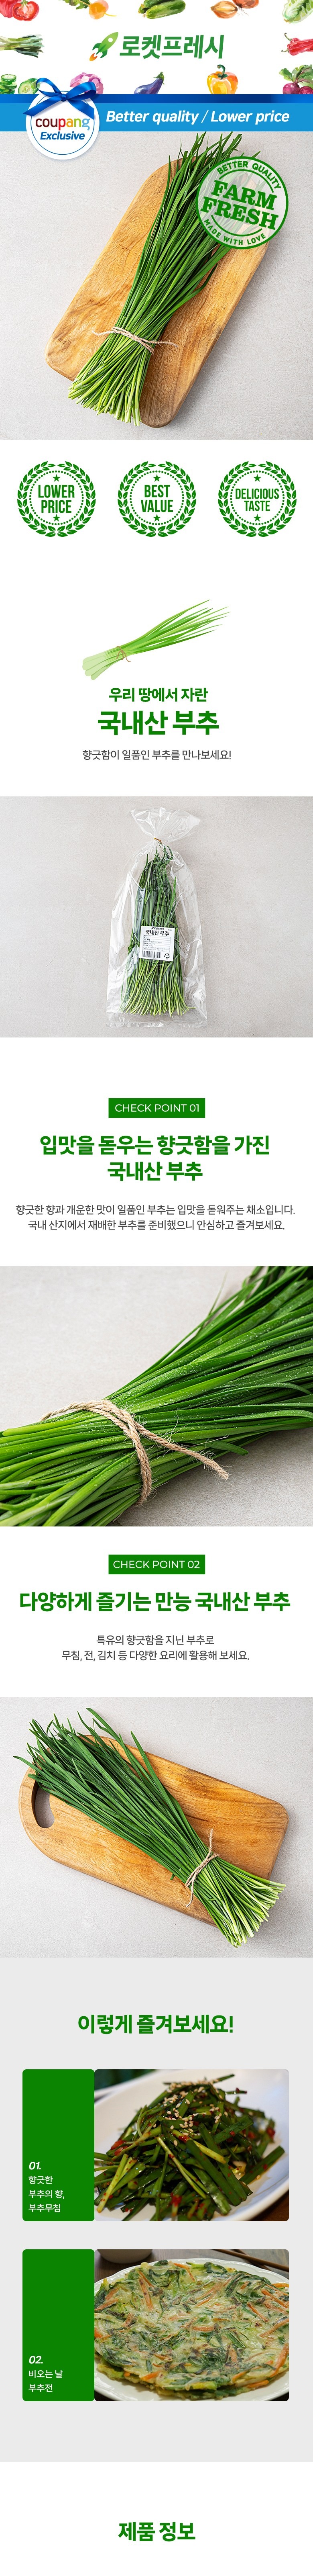 로켓프레시
coupang
Exclusive
Better quality / Lower price
BETTER QUALITY
FARM
FRESH
MADE WITH LOVE
LOWER
PRICE
BEST
VALUE
DELICIOUS
TASTE
우리 땅에서 자란
국내산 부추
향긋함이 일품인 부추를 만나보세요!
국내산 부추
CHECK POINT 01
입맛을 돋우는 향긋함을 가진
국내산 부추
향긋한 향과 개운한 맛이 일품인 부추는 입맛을 돋워주는 채소입니다.
국내 산지에서 재배한 부추를 준비했으니 안심하고 즐겨보세요.
CHECK POINT 02
다양하게 즐기는 만능 국내산 부추
특유의 향긋함을 지닌 부추로
무침, 전, 김치 등 다양한 요리에 활용해 보세요.
이렇게 즐겨보세요!
01.
향긋한
부추의 향,
부추무침
02.
비오는 날
부추전
제품 정보